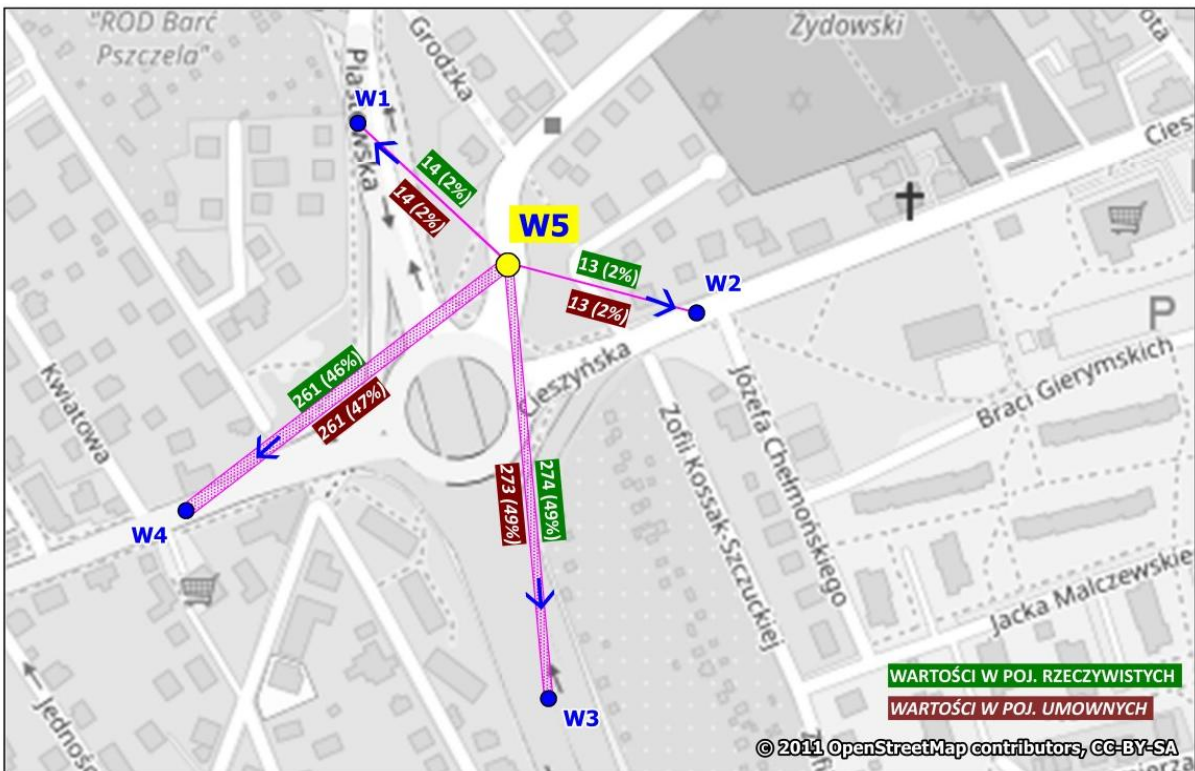 "ROD Barć
Pszczela"
Grodzka
Żydowski
W1
14 (2%)
14 (2%)
W5
13 (2%)
13 (2%)
W2
P
Cieszyńska
Kwiatowa
261 (46%)
261 (47%)
Józefa Chełmońskiego
Braci Gierymskich
Zofii Kossak-Szczuckiej
273 (49%)
274 (49%)
W4
Jacka Malczewskie
W3
WARTOŚCI W POJ. RZECZYWISTYCH
WARTOŚCI W POJ. UMOWNYCH
Jedność
Zofii
© 2011 OpenStreetMap contributors, CC-BY-SA